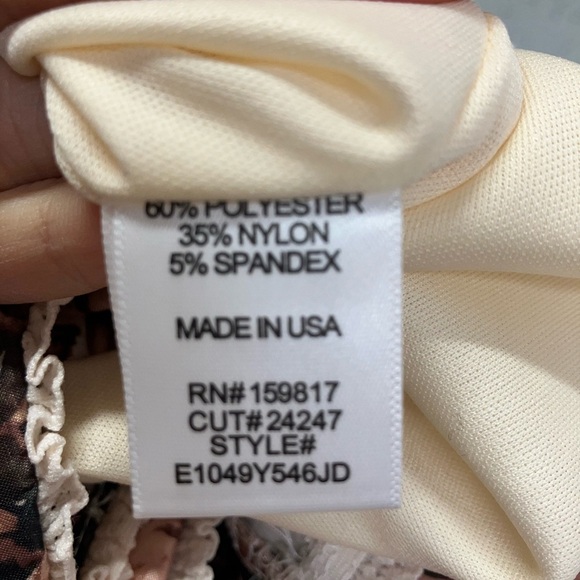 60% POLYESTER
35% NYLON
5% SPANDEX
MADE IN USA
RN# 159817
CUT# 24247
STYLE#
E1049Y546JD